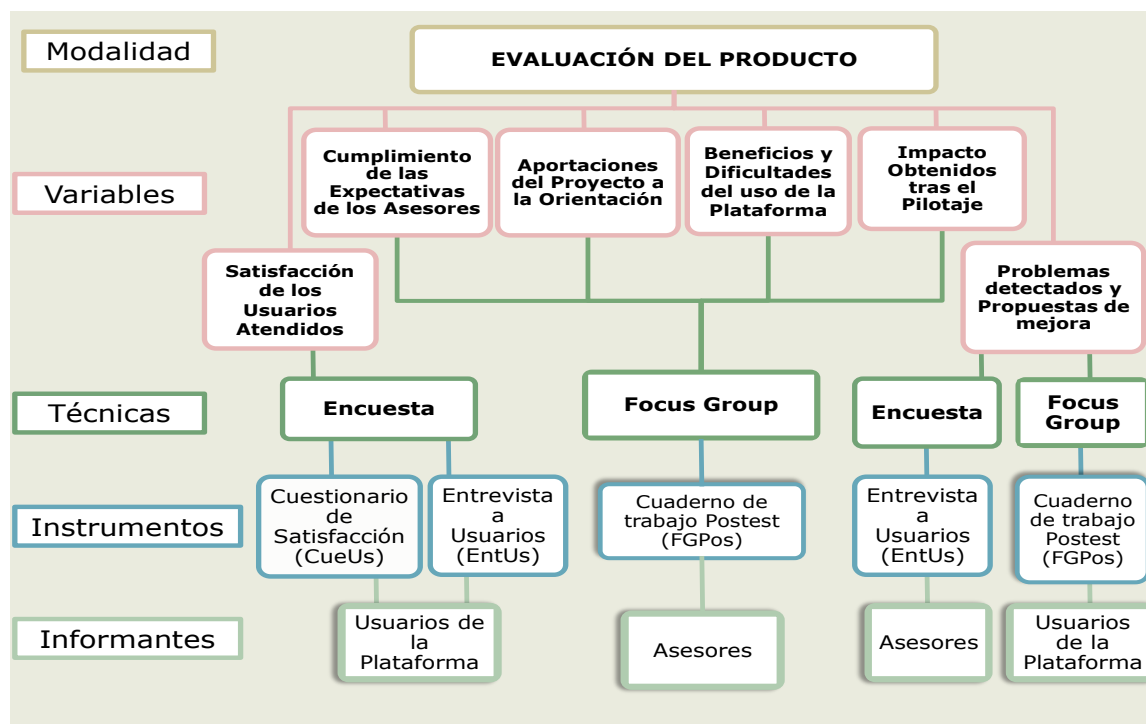 Modalidad
EVALUACIÓN DEL PRODUCTO
Variables
Cumplimiento
de las
Expectativas
de los Asesores
Aportaciones
del Proyecto a
la Orientación
Beneficios y
Dificultades
del uso de la
Plataforma
Impacto
Obtenidos
tras el
Pilotaje
Satisfacción
de los
Usuarios
Atendidos
Problemas
detectados y
Propuestas de
mejora
Técnicas
Encuesta
Focus Group
Encuesta
Focus
Group
Instrumentos
Cuestionario
de
Satisfacción
(CueUs)
Entrevista
a
Usuarios
(EntUs)
Cuaderno de
trabajo Postest
(FGPos)
Entrevista
a
Usuarios
(EntUs)
Cuaderno
de trabajo
Postest
(FGPos)
Informantes
Usuarios de
la
Plataforma
Asesores
Asesores
Usuarios
de la
Plataforma